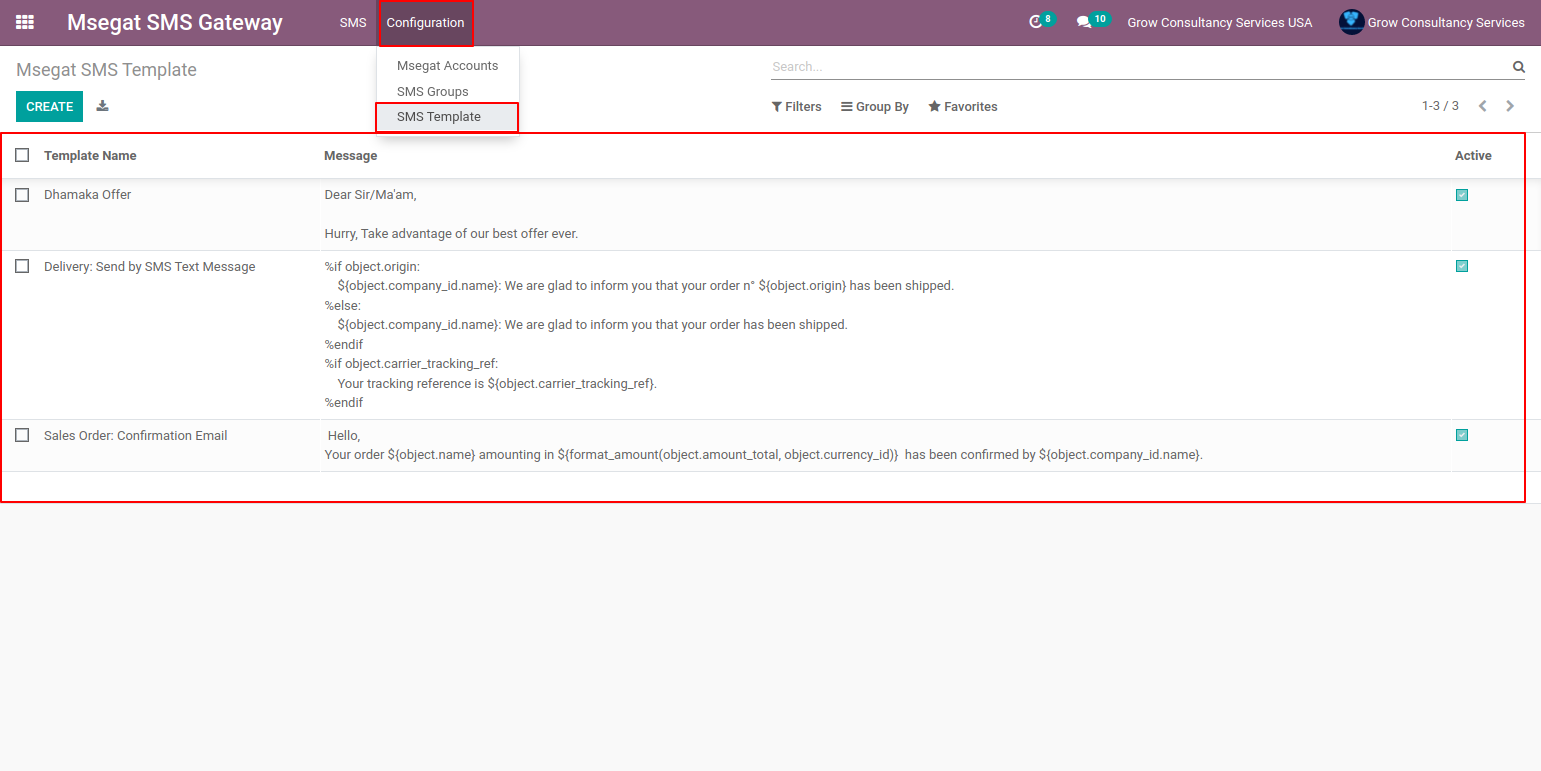 Msegat SMS Gateway SMS Configuration 8 10 Grow Consultancy Services USA Grow Consultancy Services
Msegat Accounts
SMS Groups
SMS Template
Msegat SMS Template Search...
CREATE Filters Group By Favorites 1-3 / 3
Template Name Message Active
Dhamaka Offer Dear Sir/Ma'am,
Hurry, Take advantage of our best offer ever.
Delivery: Send by SMS Text Message %if object.origin:
${object.company_id.name}: We are glad to inform you that your order n° ${object.origin} has been shipped.
%else:
${object.company_id.name}: We are glad to inform you that your order has been shipped.
%endif
%if object.carrier_tracking_ref:
Your tracking reference is ${object.carrier_tracking_ref}.
%endif
Sales Order: Confirmation Email Hello,
Your order ${object.name} amounting in ${format_amount(object.amount_total, object.currency_id)} has been confirmed by ${object.company_id.name}.